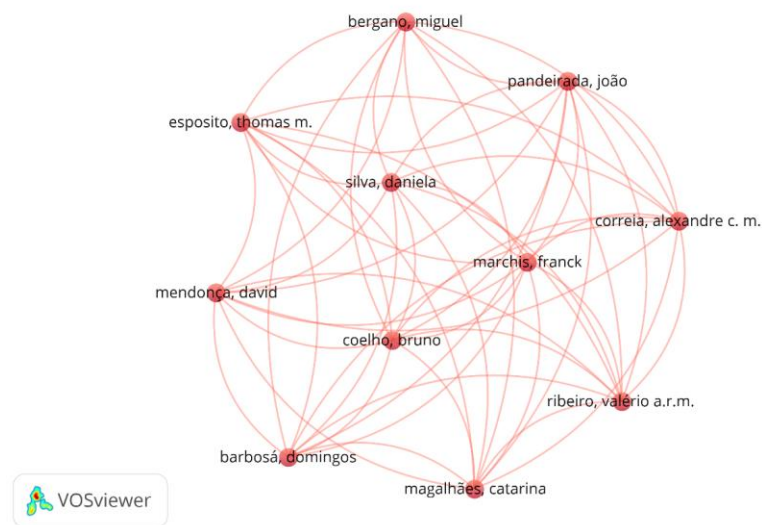 bergano, miguel
pandeirada, joão
esposito, thomas m.
silva, daniela
correia, alexandre c. m.
marchis, franck
mendonça, david
coelho, bruno
ribeiro, valério a.r.m.
barbosá, domingos
magalhães, catarina
VOSviewer